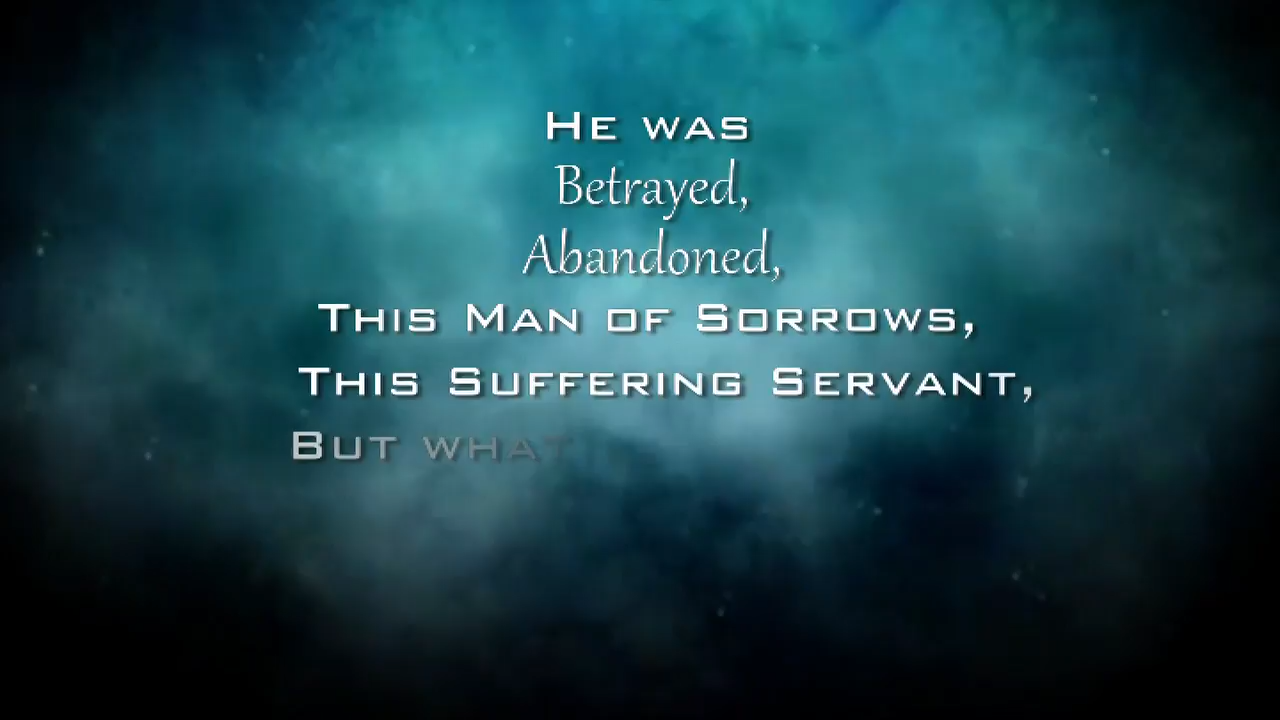 He was
Betrayed,
Abandoned,
This Man of Sorrows,
This Suffering Servant,
But what